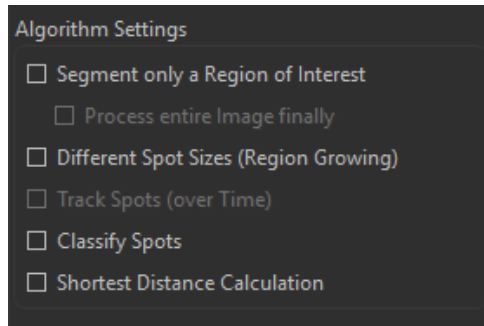 Algorithm Settings
Segment only a Region of Interest
Process entire Image finally
Different Spot Sizes (Region Growing)
Track Spots (over Time)
Classify Spots
Shortest Distance Calculation